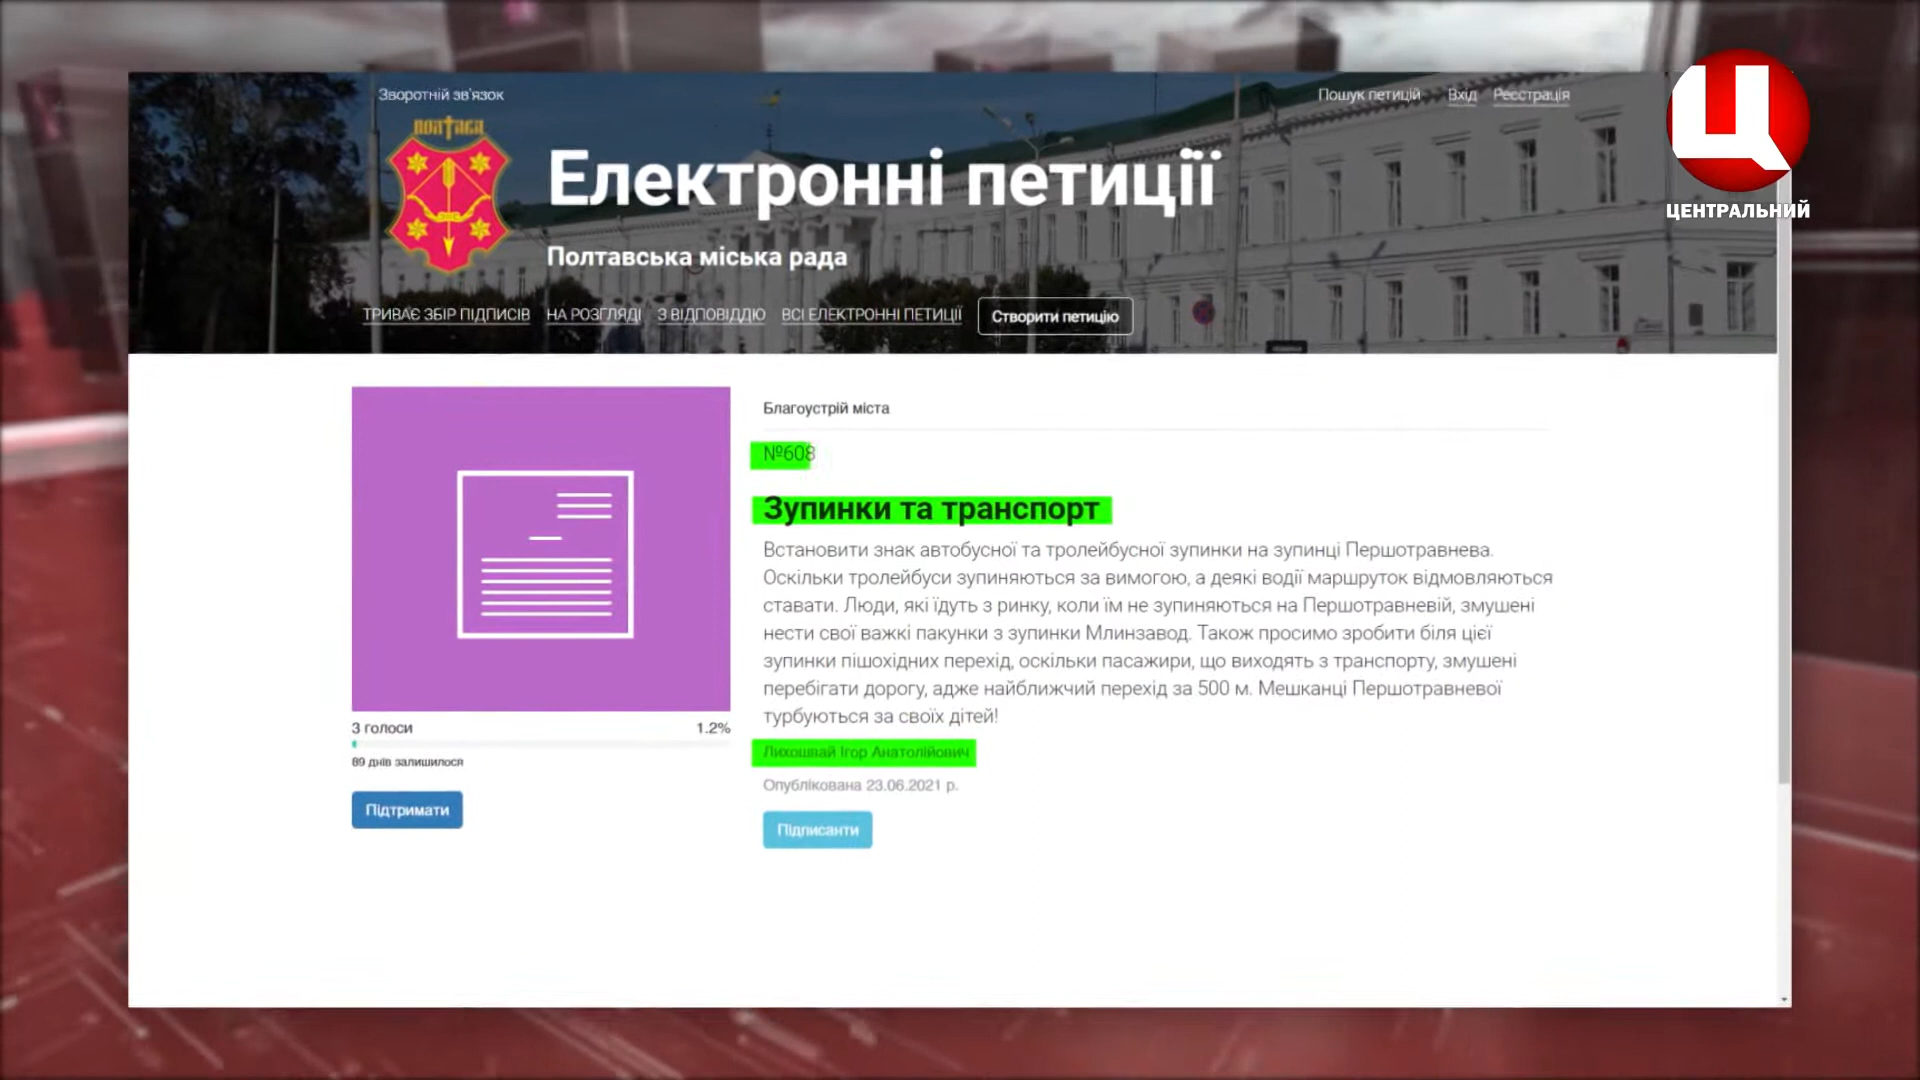 Зворотній зв'язок
Пошук петицій Вхід Реєстрація
ПОЛТАВА
Електронні петиції
Полтавська міська рада
ТРИВАЄ ЗБІР ПІДПИСІВ НА РОЗГЛЯДІ З ВІДПОВІДДЮ ВСІ ЕЛЕКТРОННІ ПЕТИЦІЇ Створити петицію
Ц
ЦЕНТРАЛЬНИЙ
Благоустрій міста
№608
Зупинки та транспорт
Встановити знак автобусної та тролейбусної зупинки на зупинці Першотравнева.
Оскільки тролейбуси зупиняються за вимогою, а деякі водії маршруток відмовляються
ставати. Люди, які їдуть з ринку, коли їм не зупиняються на Першотравневій, змушені
нести свої важкі пакунки з зупинки Млинзавод. Також просимо зробити біля цієї
зупинки пішохідних перехід, оскільки пасажири, що виходять з транспорту, змушені
перебігати дорогу, адже найближчий перехід за 500 м. Мешканці Першотравневої
турбуються за своїх дітей!
Лихошвай Ігор Анатолійович
Опублікована 23.06.2021 р.
Підписанти
3 голоси 1.2%
89 днів залишилося
Підтримати